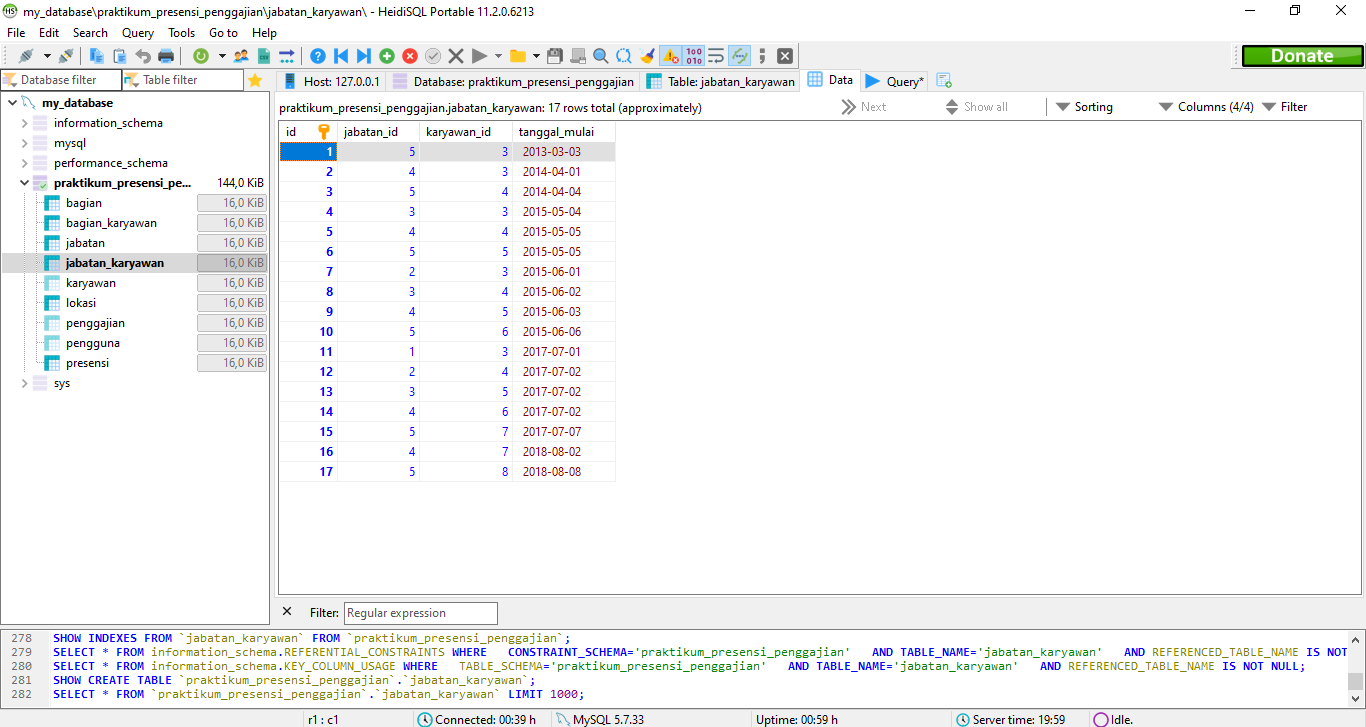 my_database\praktikum_presensi_penggajian\jabatan_karyawan\ - HeidiSQL Portable 11.2.0.6213
File Edit Search Query Tools Go to Help
Donate
Database filter Table filter
Host: 127.0.0.1 Database: praktikum_presensi_penggajian Table: jabatan_karyawan Data Query*
my_database
information_schema
mysql
performance_schema
praktikum_presensi_pe... 144,0 KiB
bagian 16,0 KiB
bagian_karyawan 16,0 KiB
jabatan 16,0 KiB
jabatan_karyawan 16,0 KiB
karyawan 16,0 KiB
lokasi 16,0 KiB
penggajian 16,0 KiB
pengguna 16,0 KiB
presensi 16,0 KiB
sys
praktikum_presensi_penggajian.jabatan_karyawan: 17 rows total (approximately) Next Show all Sorting Columns (4/4) Filter
id jabatan_id karyawan_id tanggal_mulai
1 5 3 2013-03-03
2 4 3 2014-04-01
3 5 4 2014-04-04
4 3 3 2015-05-04
5 4 4 2015-05-05
6 5 5 2015-05-05
7 2 3 2015-06-01
8 3 4 2015-06-02
9 4 5 2015-06-03
10 5 6 2015-06-06
11 1 3 2017-07-01
12 2 4 2017-07-02
13 3 5 2017-07-02
14 4 6 2017-07-02
15 5 7 2017-07-07
16 4 7 2018-08-02
17 5 8 2018-08-08
Filter: Regular expression
278 SHOW INDEXES FROM `jabatan_karyawan` FROM `praktikum_presensi_penggajian`;
279 SELECT * FROM information_schema.REFERENTIAL_CONSTRAINTS WHERE CONSTRAINT_SCHEMA='praktikum_presensi_penggajian' AND TABLE_NAME='jabatan_karyawan' AND REFERENCED_TABLE_NAME IS NOT
280 SELECT * FROM information_schema.KEY_COLUMN_USAGE WHERE TABLE_SCHEMA='praktikum_presensi_penggajian' AND TABLE_NAME='jabatan_karyawan' AND REFERENCED_TABLE_NAME IS NOT NULL;
281 SHOW CREATE TABLE `praktikum_presensi_penggajian`.`jabatan_karyawan`;
282 SELECT * FROM `praktikum_presensi_penggajian`.`jabatan_karyawan` LIMIT 1000;
r1 : c1 Connected: 00:39 h MySQL 5.7.33 Uptime: 00:59 h Server time: 19:59 Idle.